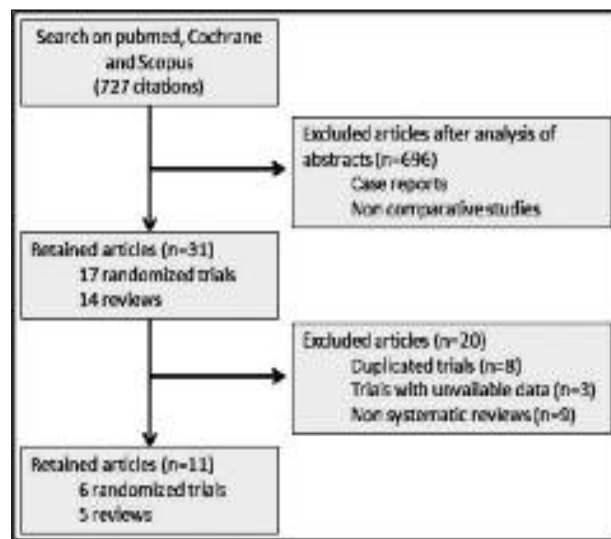 Search on pubmed, Cochrane
and Scopus
(727 citations)
Excluded articles after analysis of
abstracts (n=696)
Case reports
Non comparative studies
Retained articles (n=31)
17 randomized trials
14 reviews
Excluded articles (n=20)
Duplicated trials (n=8)
Trials with unvailable data (n=3)
Non systematic reviews (n=9)
Retained articles (n=11)
6 randomized trials
5 reviews